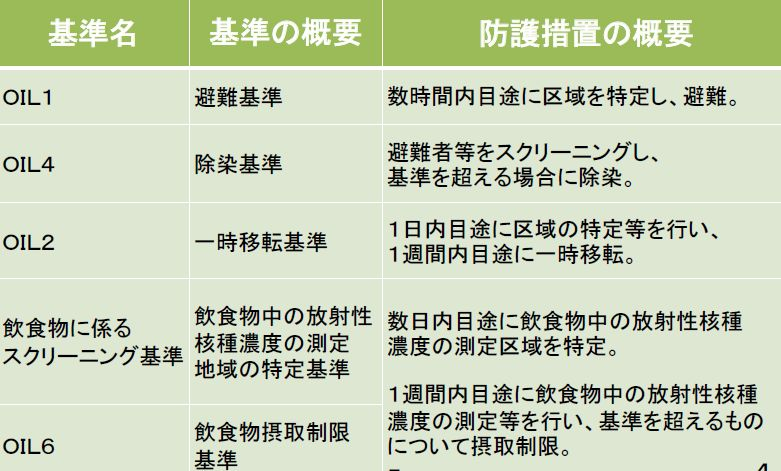 基準名
基準の概要
防護措置の概要
OIL1
避難基準
数時間内目途に区域を特定し、避難。
OIL4
除染基準
避難者等をスクリーニングし、
基準を超える場合に除染。
OIL2
一時移転基準
1日内目途に区域の特定等を行い、
1週間内目途に一時移転。
飲食物に係る
スクリーニング基準
飲食物中の放射性
核種濃度の測定
地域の特定基準
数日内目途に飲食物中の放射性核種
濃度の測定区域を特定。
OIL6
飲食物摂取制限
基準
1週間内目途に飲食物中の放射性核種
濃度の測定等を行い、基準を超えるもの
について摂取制限。